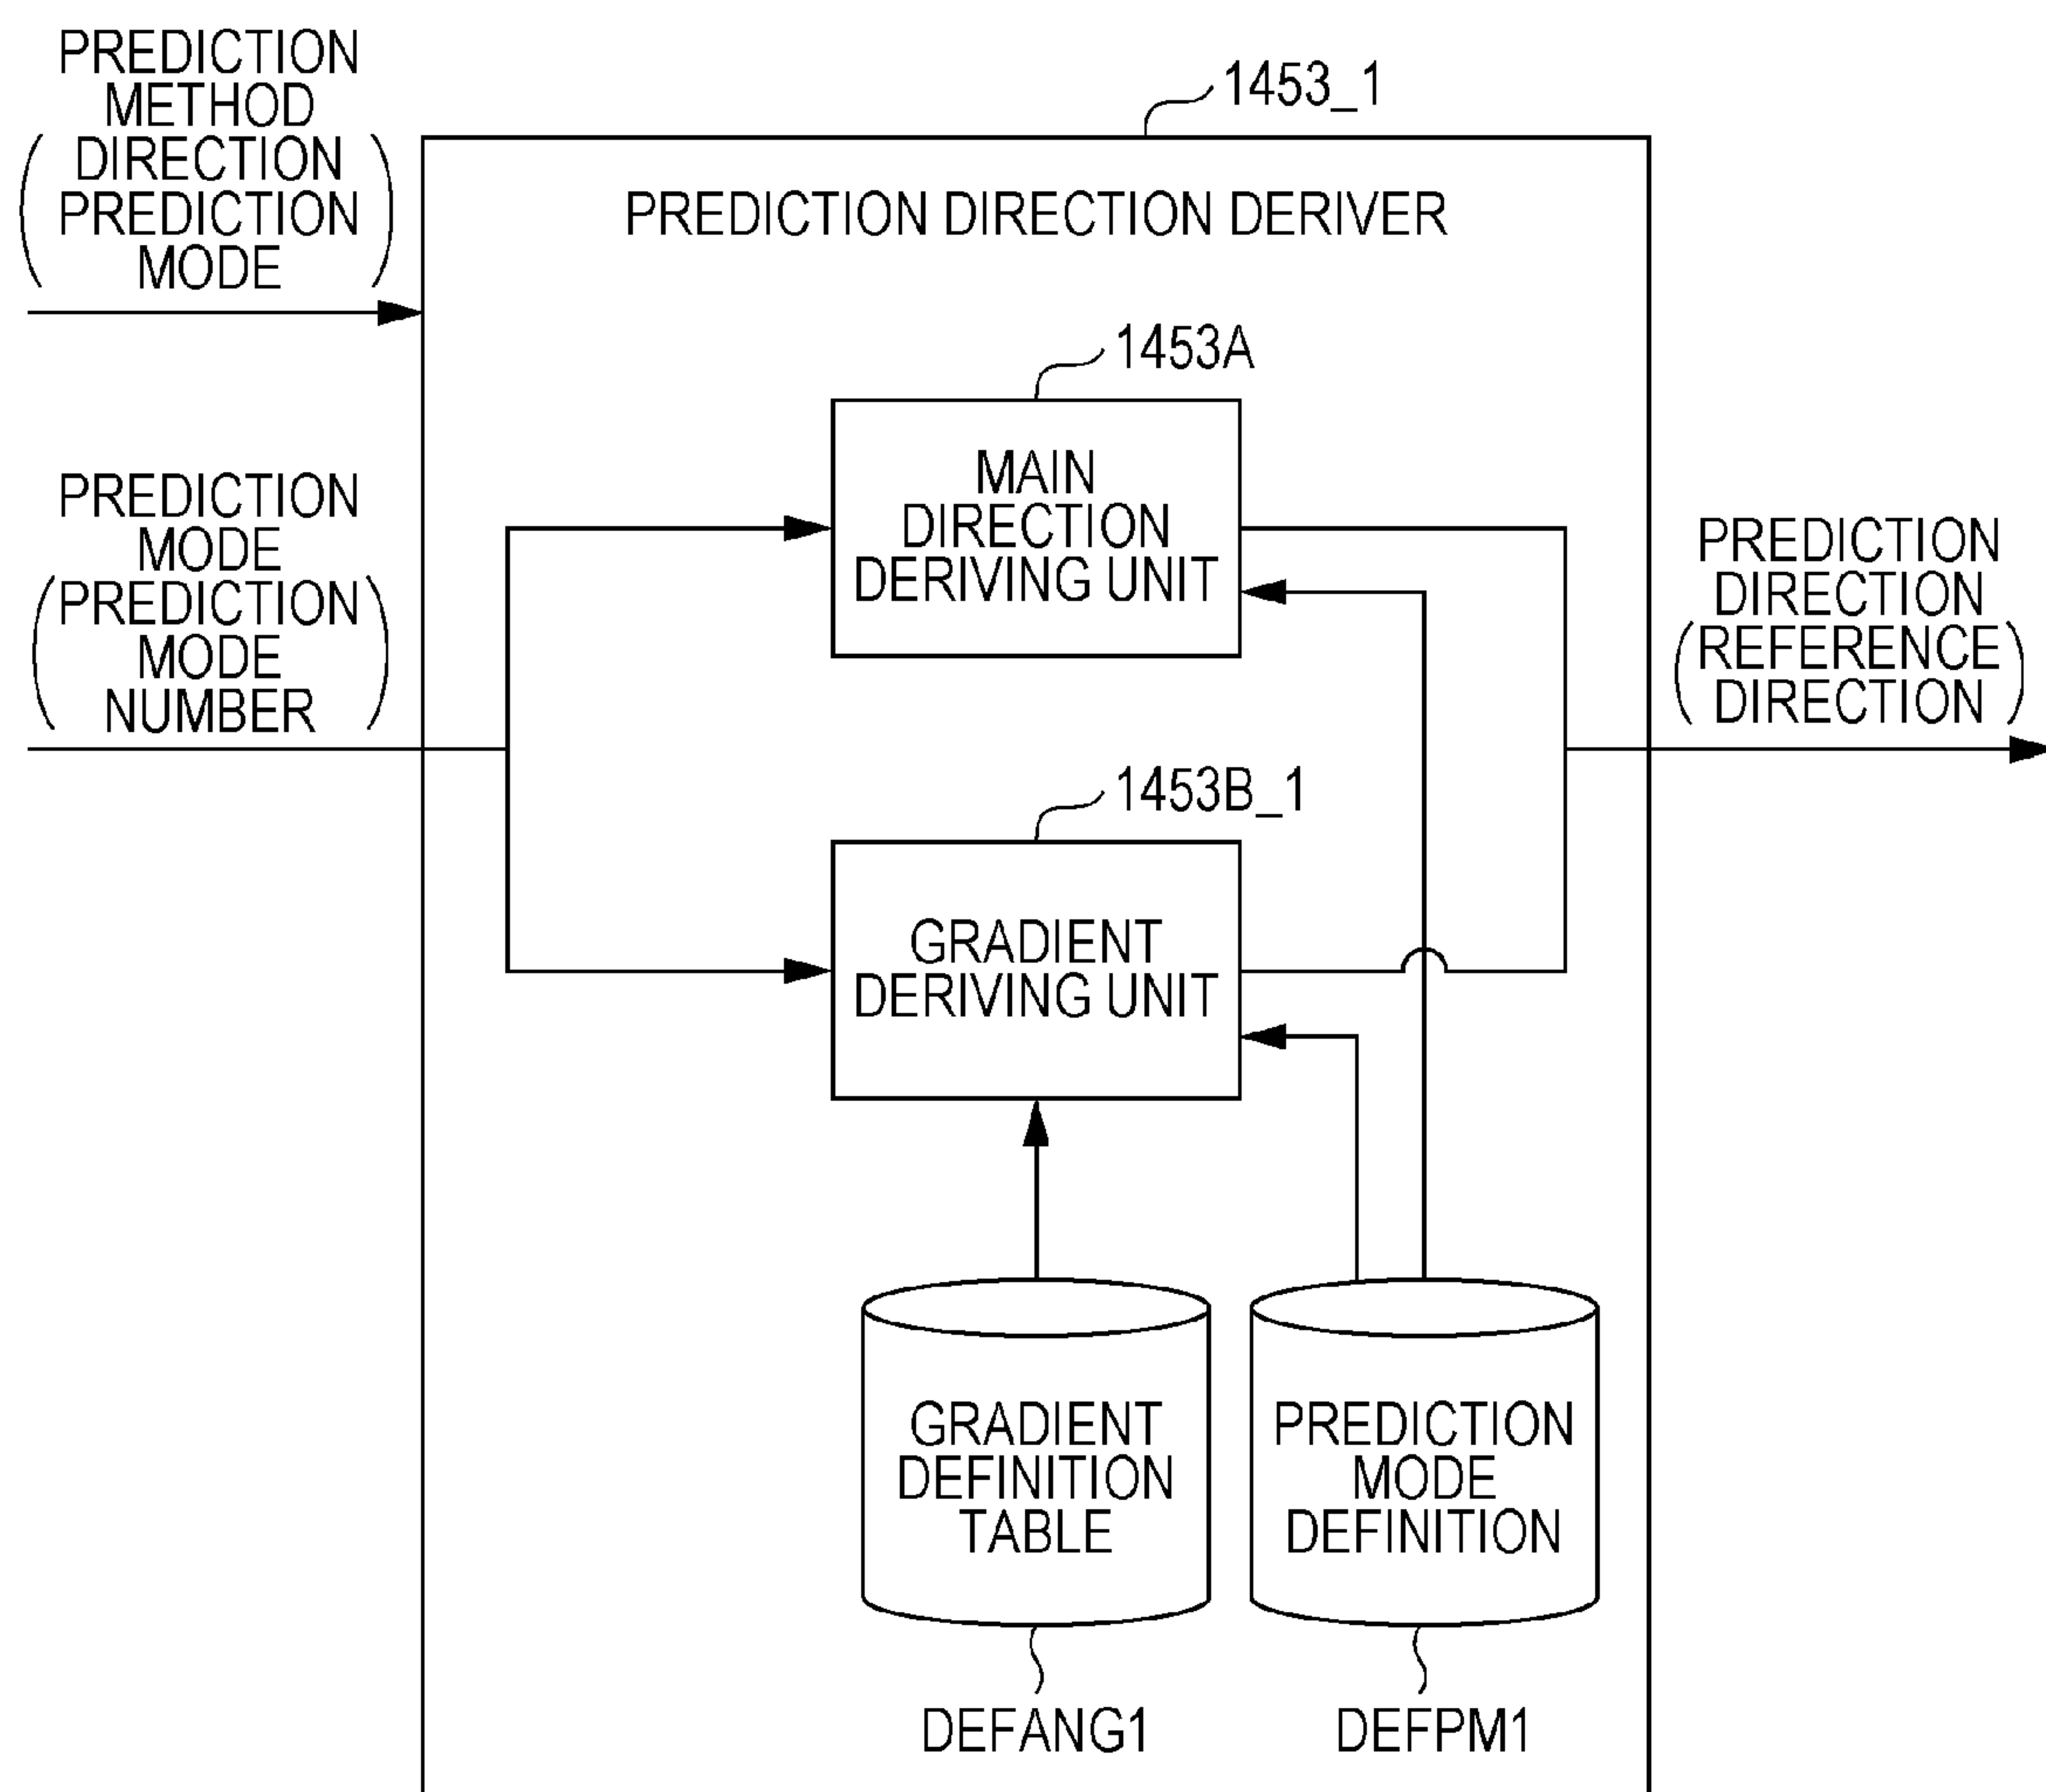 PREDICTION
METHOD
(DIRECTION
PREDICTION
MODE)
1453_1
PREDICTION DIRECTION DERIVER
1453A
MAIN
DIRECTION
DERIVING UNIT
PREDICTION
MODE
(PREDICTION
MODE
NUMBER)
PREDICTION
DIRECTION
(REFERENCE
DIRECTION)
1453B_1
GRADIENT
DERIVING UNIT
GRADIENT
DEFINITION
TABLE
PREDICTION
MODE
DEFINITION
DEFANG1
DEFPM1